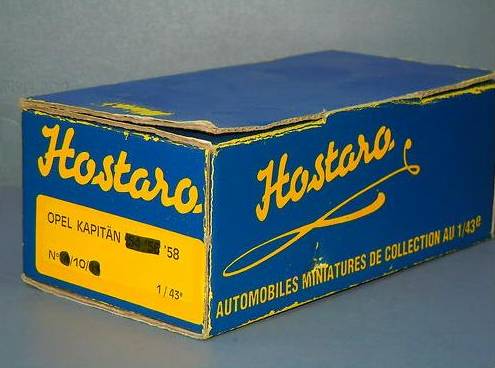 Hostaro
OPEL KAPITÄN '58
N° /10/
1/43e
Hostaro
AUTOMOBILES MINIATURES DE COLLECTION AU 1/43e